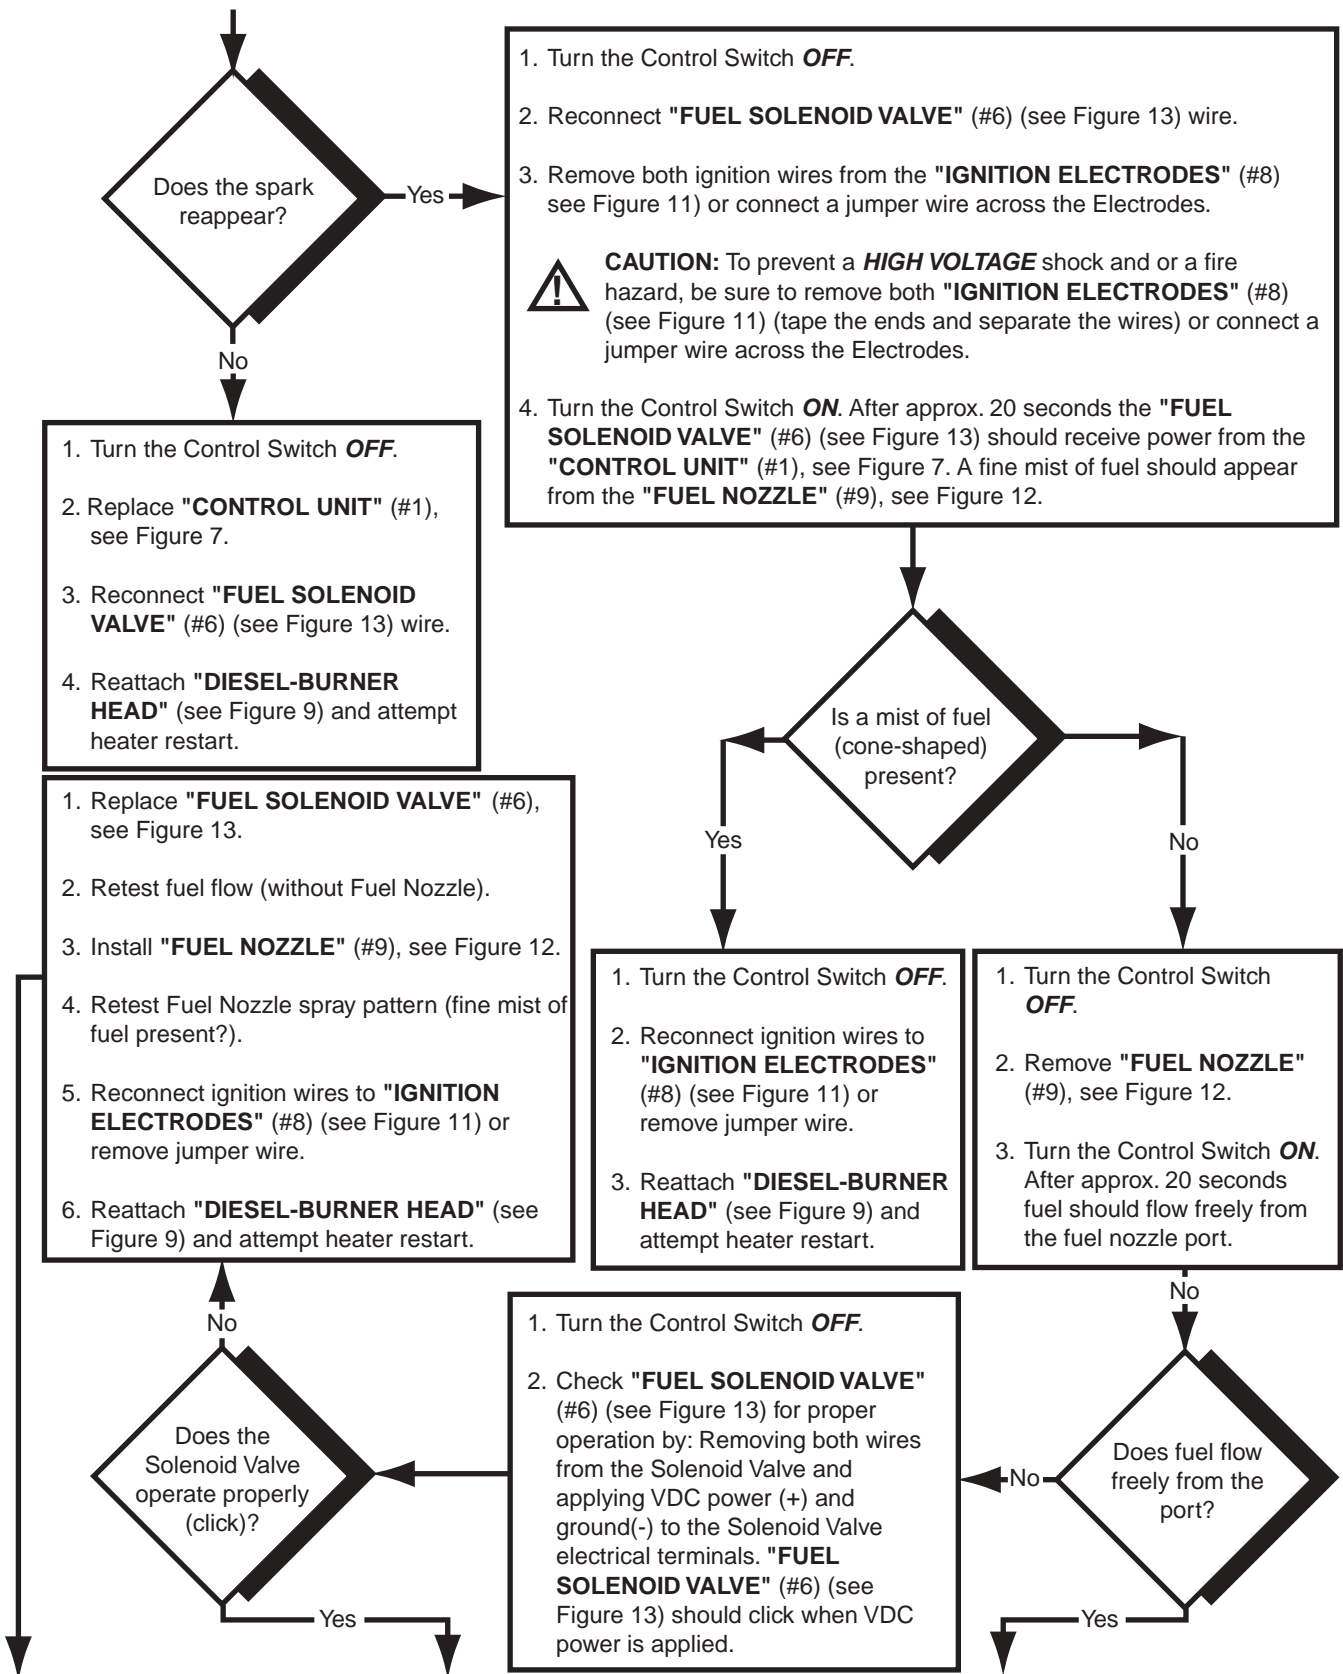 Does the spark
reappear?
Yes
No
1. Turn the Control Switch OFF.
2. Reconnect "FUEL SOLENOID VALVE" (#6) (see Figure 13) wire.
3. Remove both ignition wires from the "IGNITION ELECTRODES" (#8)
see Figure 11) or connect a jumper wire across the Electrodes.
! CAUTION: To prevent a HIGH VOLTAGE shock and or a fire
hazard, be sure to remove both "IGNITION ELECTRODES" (#8)
(see Figure 11) (tape the ends and separate the wires) or connect a
jumper wire across the Electrodes.
4. Turn the Control Switch ON. After approx. 20 seconds the "FUEL
SOLENOID VALVE" (#6) (see Figure 13) should receive power from the
"CONTROL UNIT" (#1), see Figure 7. A fine mist of fuel should appear
from the "FUEL NOZZLE" (#9), see Figure 12.
1. Turn the Control Switch OFF.
2. Replace "CONTROL UNIT" (#1),
see Figure 7.
3. Reconnect "FUEL SOLENOID
VALVE" (#6) (see Figure 13) wire.
4. Reattach "DIESEL-BURNER
HEAD" (see Figure 9) and attempt
heater restart.
Is a mist of fuel
(cone-shaped)
present?
Yes
No
1. Replace "FUEL SOLENOID VALVE" (#6),
see Figure 13.
2. Retest fuel flow (without Fuel Nozzle).
3. Install "FUEL NOZZLE" (#9), see Figure 12.
4. Retest Fuel Nozzle spray pattern (fine mist of
fuel present?).
5. Reconnect ignition wires to "IGNITION
ELECTRODES" (#8) (see Figure 11) or
remove jumper wire.
6. Reattach "DIESEL-BURNER HEAD" (see
Figure 9) and attempt heater restart.
1. Turn the Control Switch OFF.
2. Reconnect ignition wires to
"IGNITION ELECTRODES"
(#8) (see Figure 11) or
remove jumper wire.
3. Reattach "DIESEL-BURNER
HEAD" (see Figure 9) and
attempt heater restart.
1. Turn the Control Switch
OFF.
2. Remove "FUEL NOZZLE"
(#9), see Figure 12.
3. Turn the Control Switch ON.
After approx. 20 seconds
fuel should flow freely from
the fuel nozzle port.
No
Does fuel flow
freely from the
port?
No
Yes
1. Turn the Control Switch OFF.
2. Check "FUEL SOLENOID VALVE"
(#6) (see Figure 13) for proper
operation by: Removing both wires
from the Solenoid Valve and
applying VDC power (+) and
ground(-) to the Solenoid Valve
electrical terminals. "FUEL
SOLENOID VALVE" (#6) (see
Figure 13) should click when VDC
power is applied.
No
Does the
Solenoid Valve
operate properly
(click)?
Yes